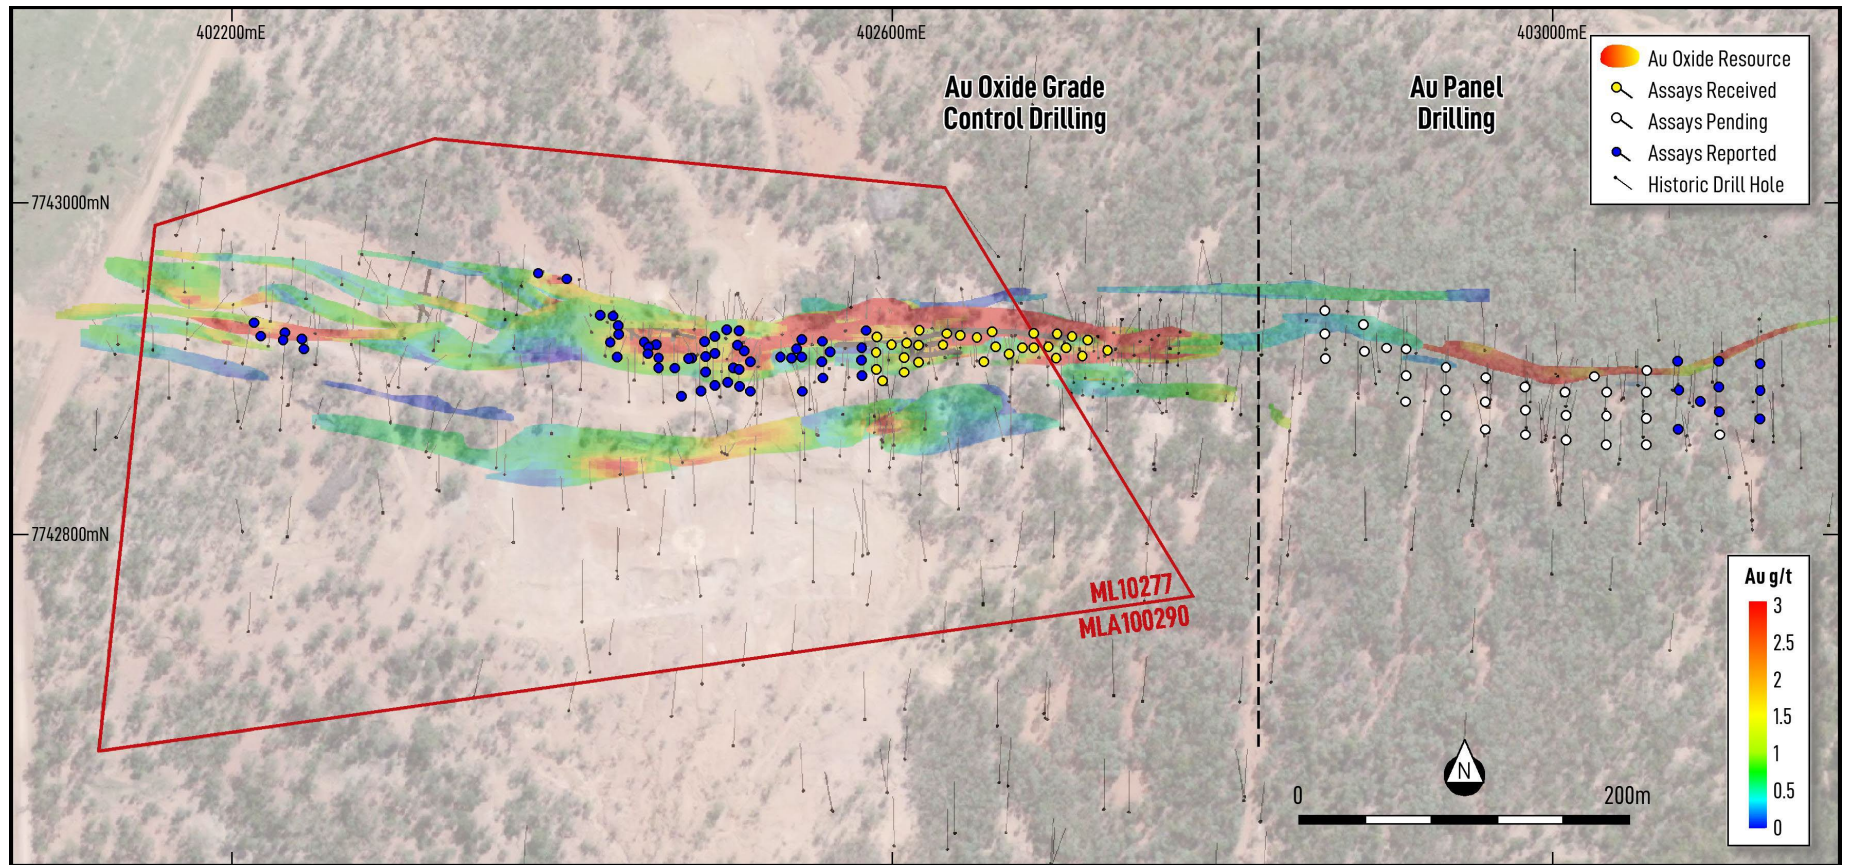 402200mE
402600mE
403000mE
Au Oxide Grade
Control Drilling
Au Panel
Drilling
Au Oxide Resource
Assays Received
Assays Pending
Assays Reported
Historic Drill Hole
7743000mN
7742800mN
ML10277
MLA100290
Au g/t
3
2.5
2
1.5
1
0.5
0
N
0
200m